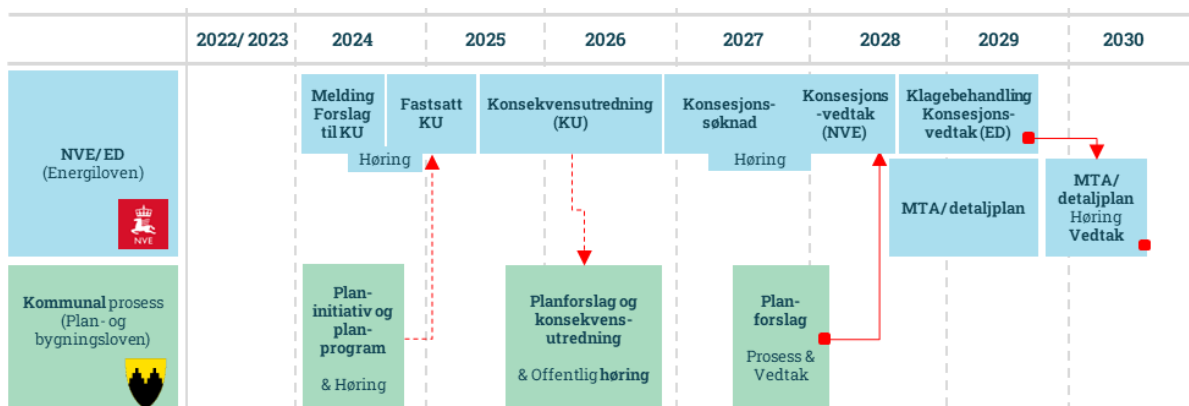 2022/ 2023 2024 2025 2026 2027 2028 2029 2030
NVE/ ED
(Energiloven)
NVE
Melding
Forslag
til KU
Høring
Fastsatt
KU
Konsekvensutredning
(KU)
Konsesjons-
søknad
Høring
Konsesjons
-vedtak
(NVE)
Klagebehandling
Konsesjons-
vedtak (ED)
MTA/ detaljplan
MTA/
detaljplan
Høring
Vedtak
Kommunal prosess
(Plan- og
bygningsloven)
Plan-
initiativ og
plan-
program
& Høring
Planforslag og
konsekvens-
utredning
& Offentlig høring
Plan-
forslag
Prosess &
Vedtak